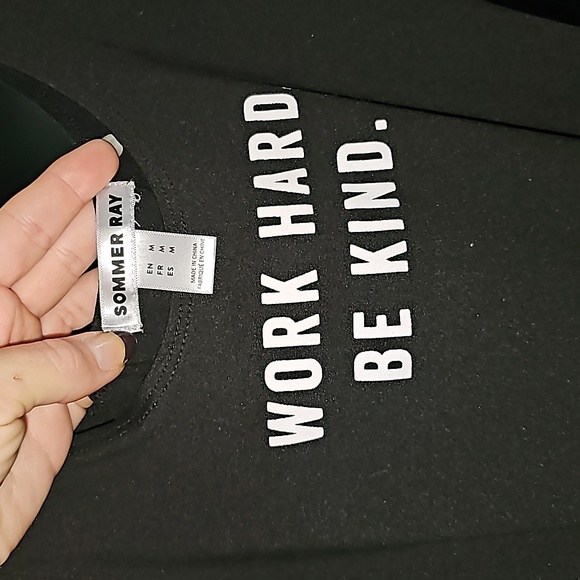 SOMMER RAY
EN M
FR M
ES M
MADE IN CHINA
FABRIQUÉ EN CHINE
WORK HARD
BE KIND.